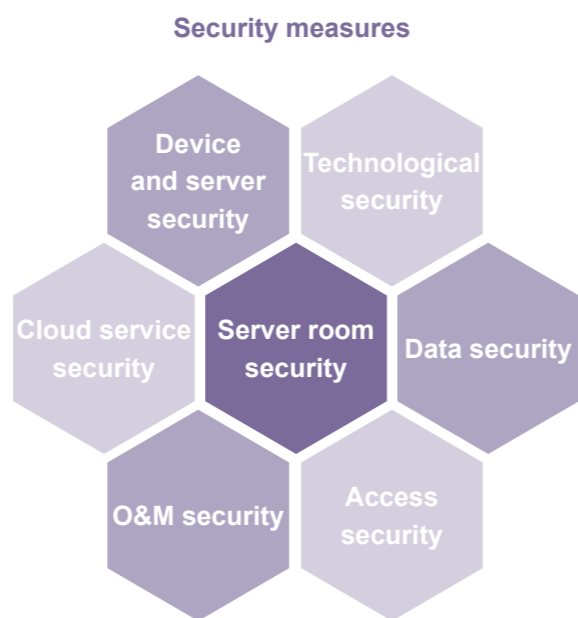 Security measures
Device
and server
security
Technological
security
Cloud service
security
Server room
security
Data security
O&M security
Access
security